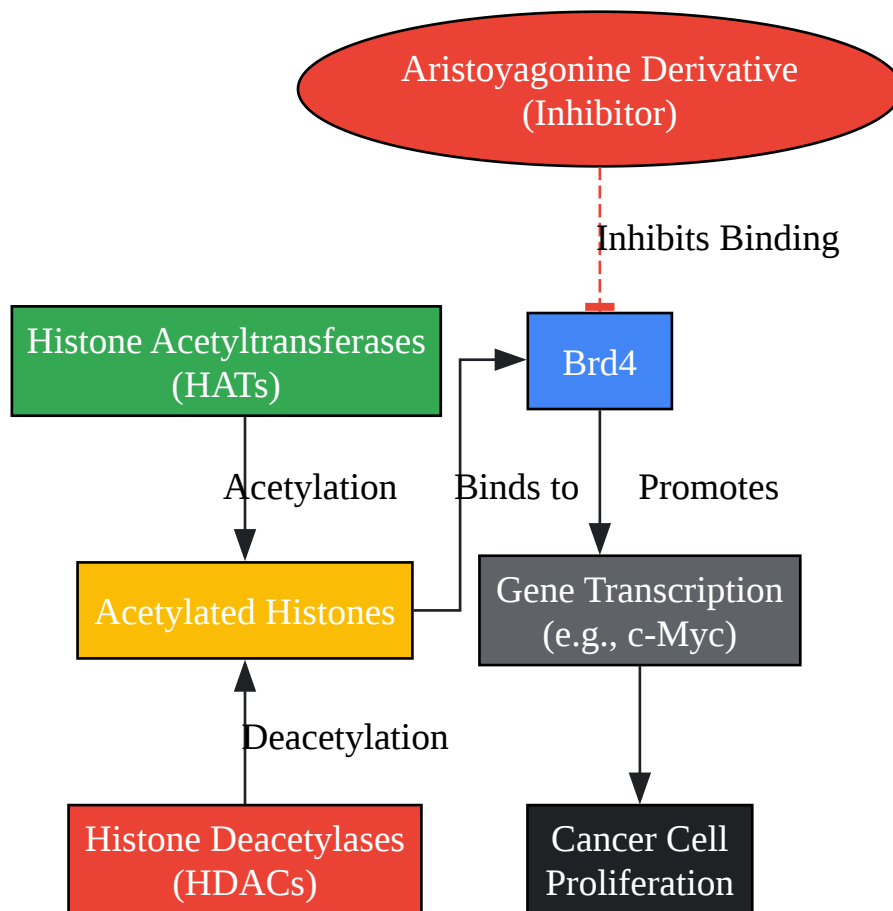 Aristoyagonine Derivative
(Inhibitor)
Inhibits Binding
Histone Acetyltransferases
(HATs)
Brd4
Acetylation
Binds to
Promotes
Acetylated Histones
Gene Transcription
(e.g., c-Myc)
Deacetylation
Histone Deacetylases
(HDACs)
Cancer Cell
Proliferation